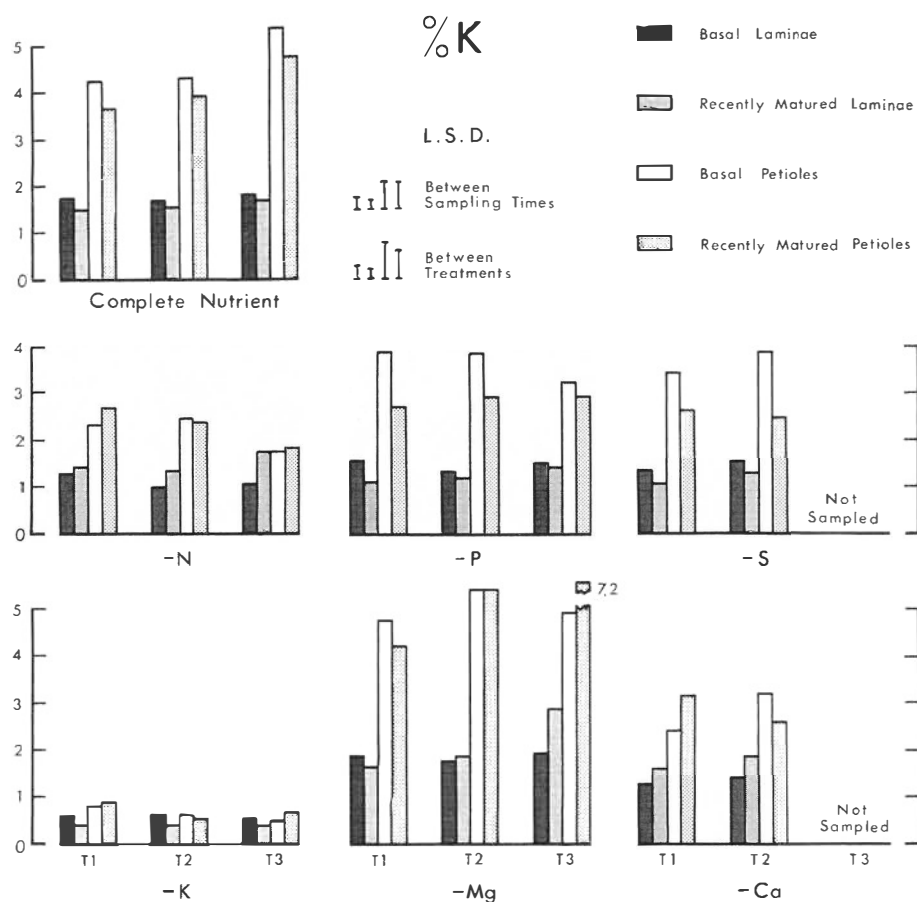 %K
Basal Laminae
Recently Matured Laminae
Basal Petioles
Recently Matured Petioles
L.S.D.
Between
Sampling Times
Between
Treatments
5
4
3
2
1
0
Complete Nutrient
4
3
2
1
0
Not
Sampled
-N
-P
-S
5
4
3
2
1
0
7.2
Not
Sampled
T1
T2
T3
T1
T2
T3
T1
T2
T3
-K
-Mg
-Ca